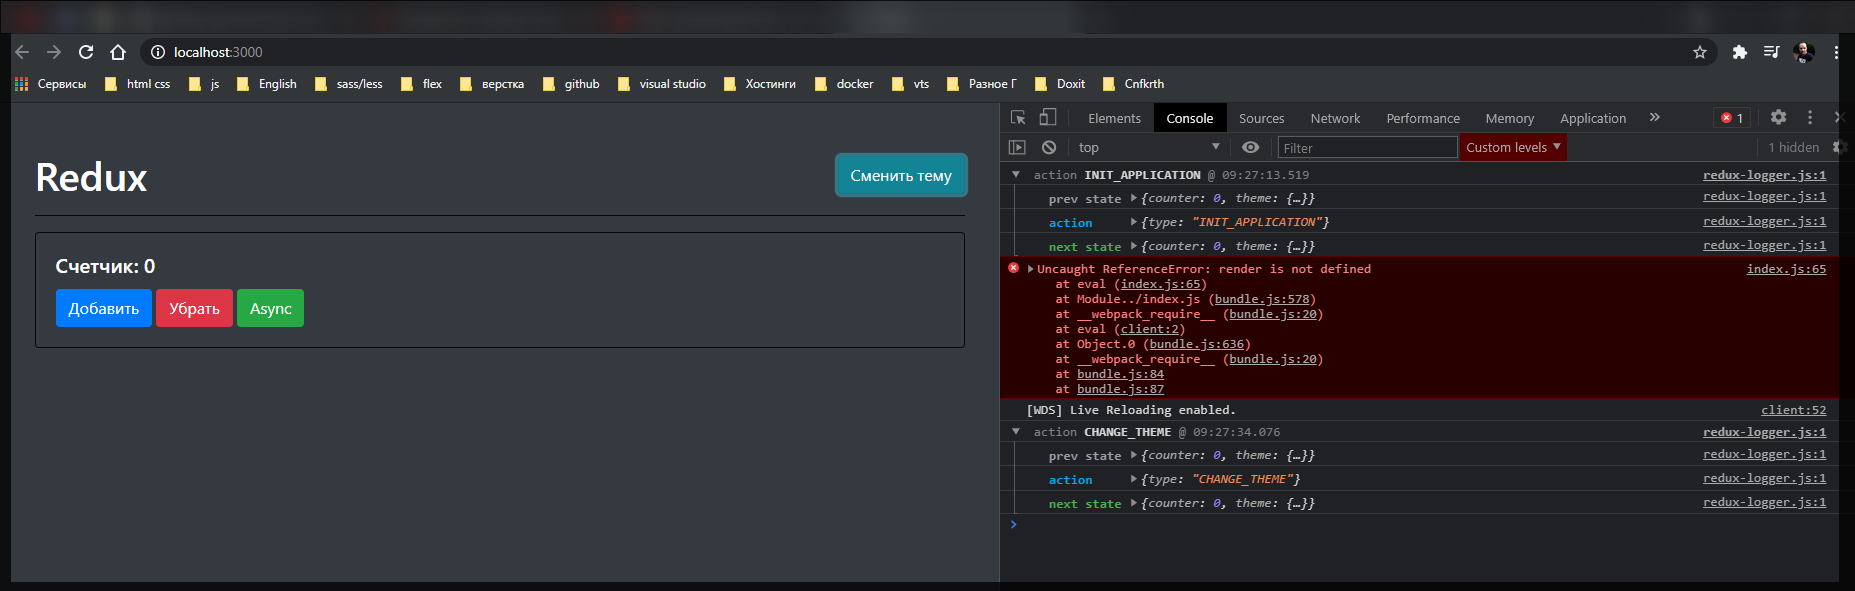 localhost:3000
Сервисы html css js English sass/less flex верстка github visual studio Хостинги docker vts Разное Г Doxit Cnfkrth
Redux
Сменить тему
Счетчик: 0
Добавить Убрать Async
Elements Console Sources Network Performance Memory Application » 1
top Filter Custom levels 1 hidden
action INIT_APPLICATION @ 09:27:13.519 redux-logger.js:1
prev state {counter: 0, theme: {…}} redux-logger.js:1
action {type: "INIT_APPLICATION"} redux-logger.js:1
next state {counter: 0, theme: {…}} redux-logger.js:1
Uncaught ReferenceError: render is not defined index.js:65
at eval (index.js:65)
at Module../index.js (bundle.js:578)
at __webpack_require__ (bundle.js:20)
at eval (client:2)
at Object.0 (bundle.js:636)
at __webpack_require__ (bundle.js:20)
at bundle.js:84
at bundle.js:87
[WDS] Live Reloading enabled. client:52
action CHANGE_THEME @ 09:27:34.076 redux-logger.js:1
prev state {counter: 0, theme: {…}} redux-logger.js:1
action {type: "CHANGE_THEME"} redux-logger.js:1
next state {counter: 0, theme: {…}} redux-logger.js:1